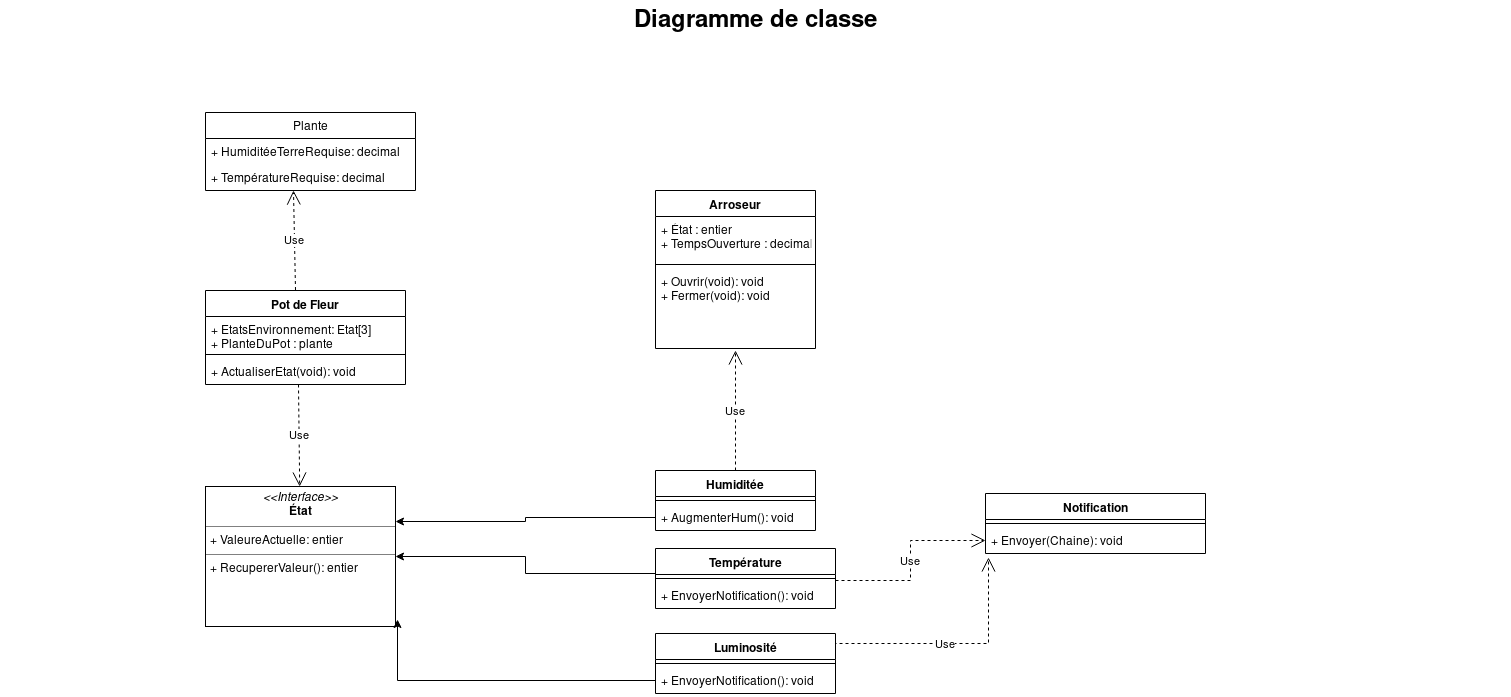 Diagramme de classe
Plante
+ HumiditéeTerreRequise: decimal
+ TempératureRequise: decimal
Use
Pot de Fleur
+ EtatsEnvironnement: Etat[3]
+ PlanteDuPot : plante
+ ActualiserEtat(void): void
Use
<<Interface>>
État
+ ValeureActuelle: entier
+ RecupererValeur(): entier
Arroseur
+ État : entier
+ TempsOuverture : decimal
+ Ouvrir(void): void
+ Fermer(void): void
Use
Humiditée
+ AugmenterHum(): void
Température
+ EnvoyerNotification(): void
Luminosité
+ EnvoyerNotification(): void
Use
Use
Notification
+ Envoyer(Chaine): void